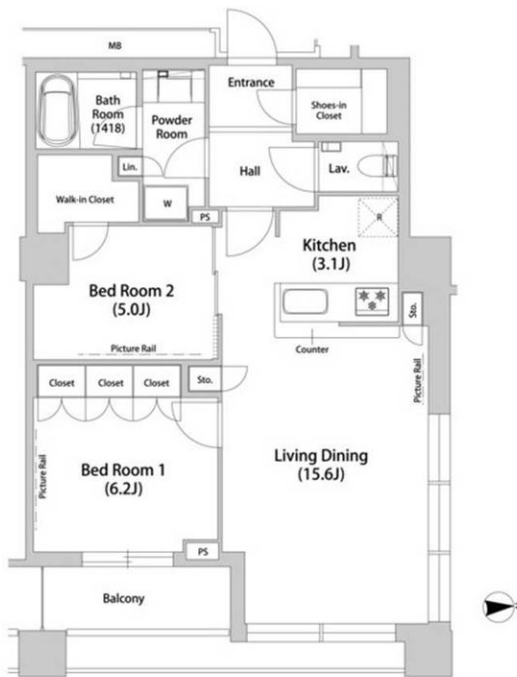 MB
Entrance
Shoes-in
Closet
Bath
Room
(1418)
Powder
Room
Hall
Lav.
Lin.
Walk-in Closet
W
PS
Kitchen
(3.1J)
R
Bed Room 2
(5.0J)
Picture Rail
Counter
Sto.
Picture Rail
Closet
Closet
Closet
Sto.
Bed Room 1
(6.2J)
Picture Rail
Living Dining
(15.6J)
PS
Balcony